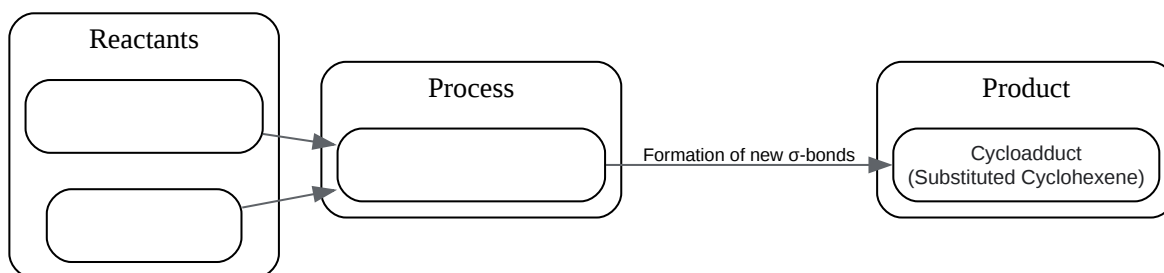 Reactants
Process
Product
Formation of new σ-bonds
Cycloadduct
(Substituted Cyclohexene)